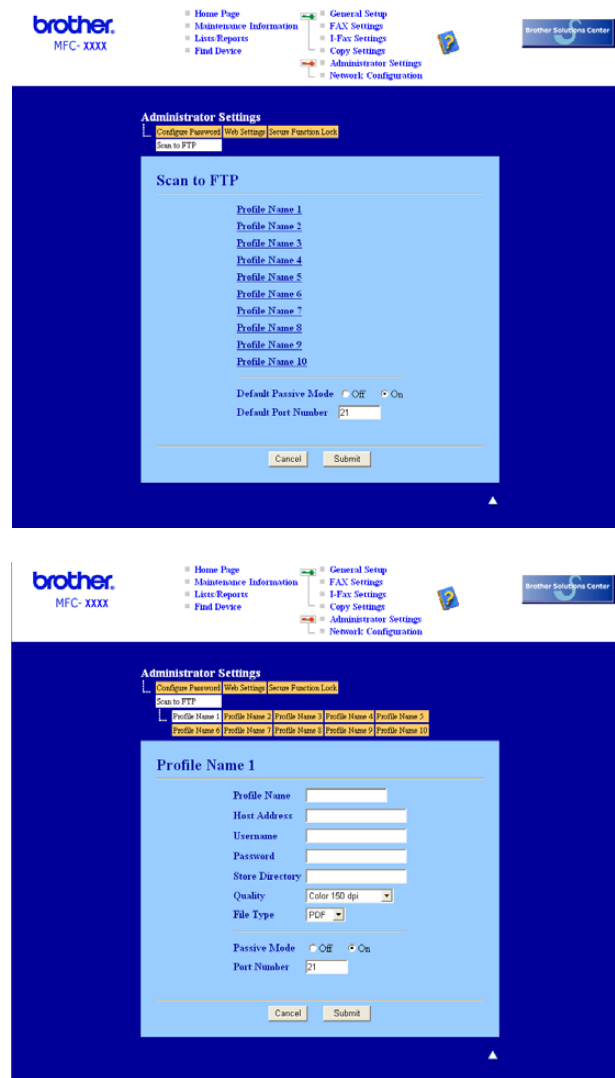 brother.
MFC- XXXX
Home Page
Maintenance Information
Lists/Reports
Find Device
General Setup
FAX Settings
I-Fax Settings
Copy Settings
Administrator Settings
Network Configuration
Brother Solutions Center
Administrator Settings
Configure Password Web Settings Secure Function Lock
Scan to FTP
Scan to FTP
Profile Name 1
Profile Name 2
Profile Name 3
Profile Name 4
Profile Name 5
Profile Name 6
Profile Name 7
Profile Name 8
Profile Name 9
Profile Name 10
Default Passive Mode Off On
Default Port Number 21
Cancel Submit
brother.
MFC- XXXX
Home Page
Maintenance Information
Lists/Reports
Find Device
General Setup
FAX Settings
I-Fax Settings
Copy Settings
Administrator Settings
Network Configuration
Brother Solutions Center
Administrator Settings
Configure Password Web Settings Secure Function Lock
Scan to FTP
Profile Name 1 Profile Name 2 Profile Name 3 Profile Name 4 Profile Name 5
Profile Name 6 Profile Name 7 Profile Name 8 Profile Name 9 Profile Name 10
Profile Name 1
Profile Name
Host Address
Username
Password
Store Directory
Quality Color 150 dpi
File Type PDF
Passive Mode Off On
Port Number 21
Cancel Submit